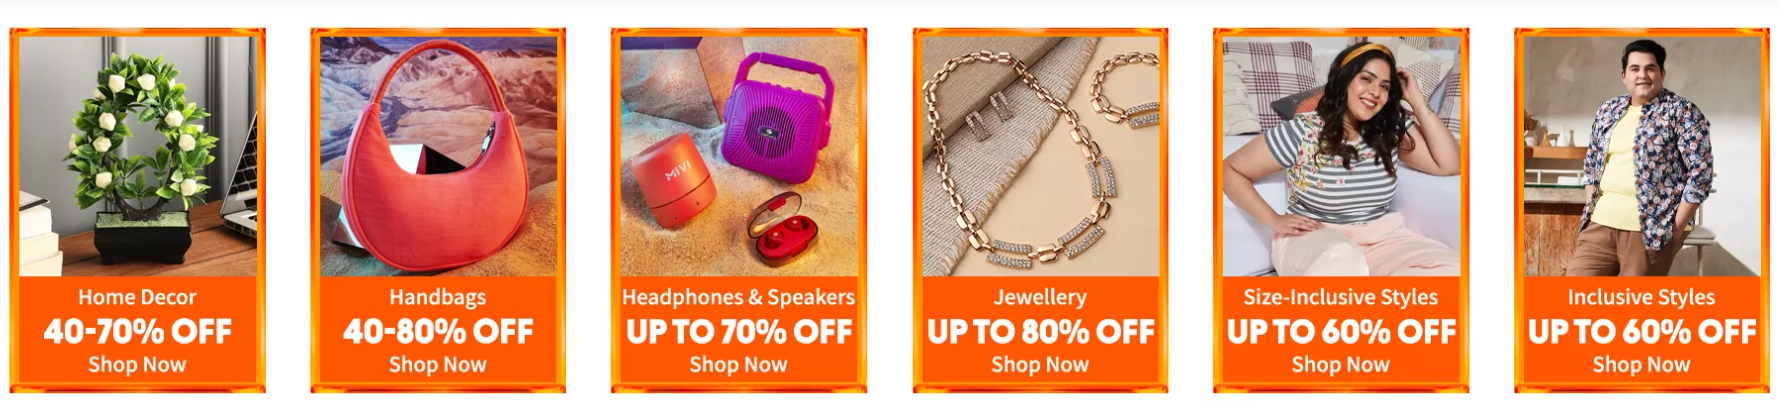 MIVI
Home Decor
40-70% OFF
Shop Now
Handbags
40-80% OFF
Shop Now
Headphones & Speakers
UP TO 70% OFF
Shop Now
Jewellery
UP TO 80% OFF
Shop Now
Size-Inclusive Styles
UP TO 60% OFF
Shop Now
Inclusive Styles
UP TO 60% OFF
Shop Now